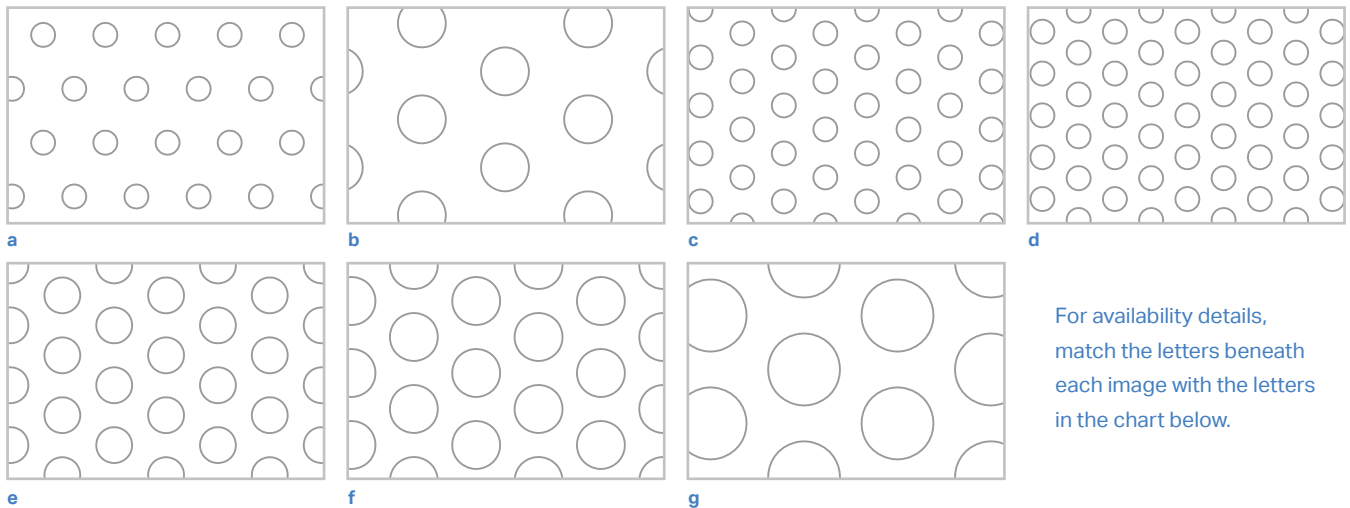 a
b
c
d
e
f
g
For availability details,
match the letters beneath
each image with the letters
in the chart below.